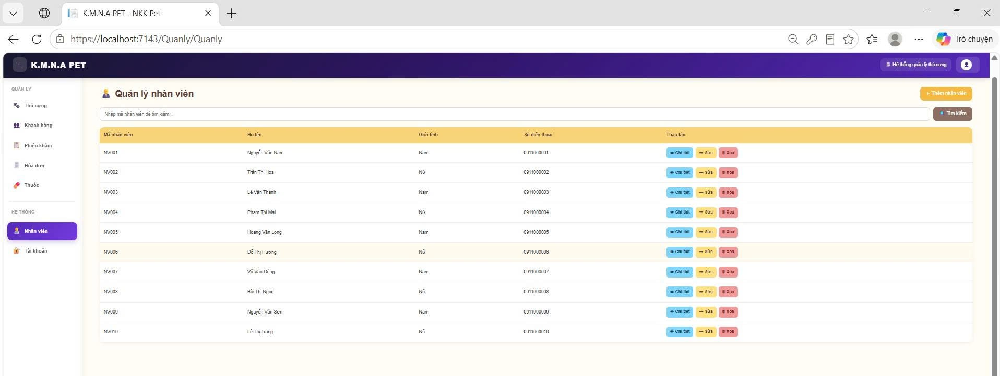 K.M.N.A PET - NKK Pet
https://localhost:7143/Quanly/Quanly
Trò chuyện
K.M.N.A PET
Hệ thống quản lý thú cưng
QUẢN LÝ
Thú cưng
Khách hàng
Phiếu khám
Hóa đơn
Thuốc
HỆ THỐNG
Nhân viên
Tài khoản
Quản lý nhân viên
+ Thêm nhân viên
Nhập mã nhân viên để tìm kiếm...
Tìm kiếm
Mã nhân viên Họ tên Giới tính Số điện thoại Thao tác
NV001 Nguyễn Văn Nam Nam 0911000001 Chi tiết Sửa Xóa
NV002 Trần Thị Hoa Nữ 0911000002 Chi tiết Sửa Xóa
NV003 Lê Văn Thành Nam 0911000003 Chi tiết Sửa Xóa
NV004 Phạm Thị Mai Nữ 0911000004 Chi tiết Sửa Xóa
NV005 Hoàng Văn Long Nam 0911000005 Chi tiết Sửa Xóa
NV006 Đỗ Thị Hương Nữ 0911000006 Chi tiết Sửa Xóa
NV007 Vũ Văn Dũng Nam 0911000007 Chi tiết Sửa Xóa
NV008 Bùi Thị Ngọc Nữ 0911000008 Chi tiết Sửa Xóa
NV009 Nguyễn Văn Sơn Nam 0911000009 Chi tiết Sửa Xóa
NV010 Lê Thị Trang Nữ 0911000010 Chi tiết Sửa Xóa